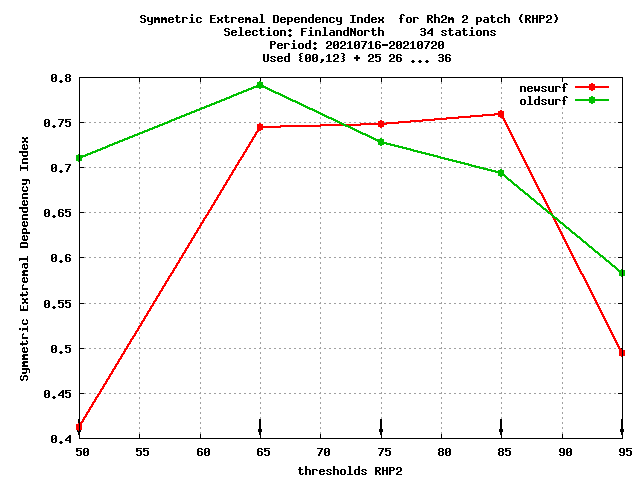 Symmetric Extremal Dependency Index  for Rh2m 2 patch (RHP2)
Selection: FinlandNorth     34 stations
Period: 20210716-20210720
Used {00,12} + 25 26 ... 36
newsurf
oldsurf
Symmetric Extremal Dependency Index
0.8
0.75
0.7
0.65
0.6
0.55
0.5
0.45
0.4
50 55 60 65 70 75 80 85 90 95
thresholds RHP2